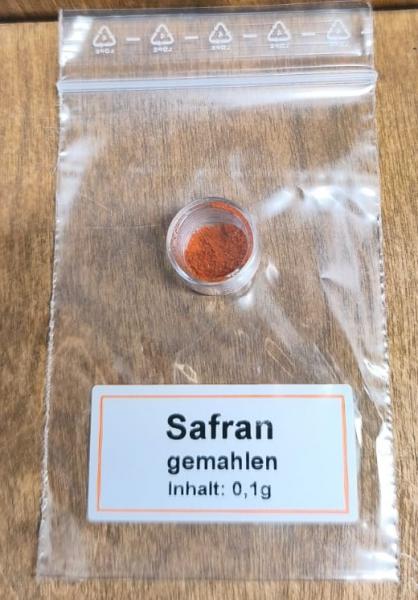 Safran
gemahlen
Inhalt: 0,1g